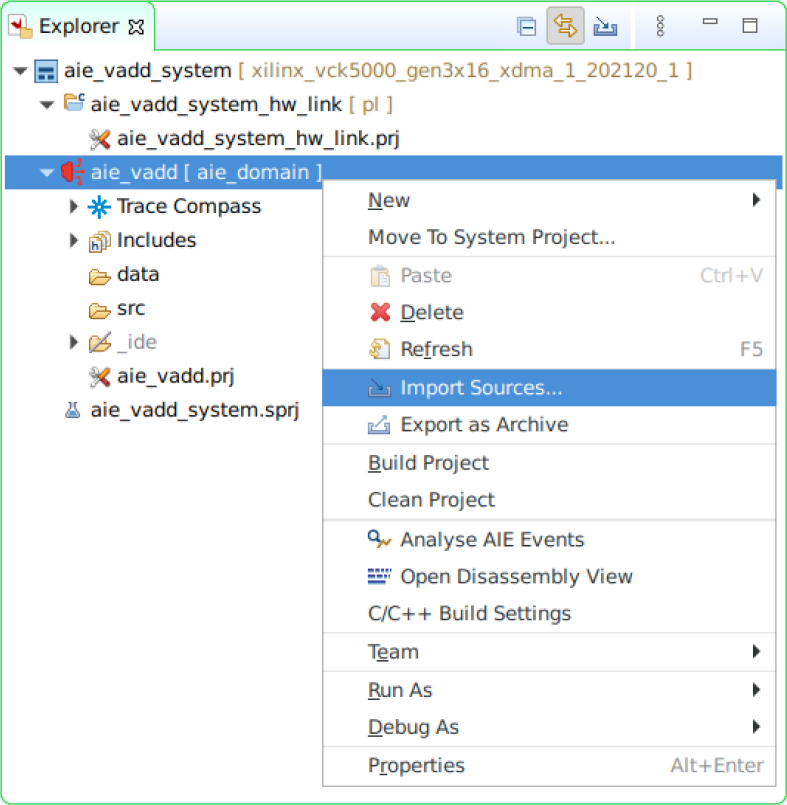 Explorer
aie_vadd_system [ xilinx_vck5000_gen3x16_xdma_1_202120_1 ]
aie_vadd_system_hw_link [ pl ]
aie_vadd_system_hw_link.prj
aie_vadd [ aie_domain ]
Trace Compass
Includes
data
src
_ide
aie_vadd.prj
aie_vadd_system.sprj
New
Move To System Project...
Paste Ctrl+V
Delete
Refresh F5
Import Sources...
Export as Archive
Build Project
Clean Project
Analyse AIE Events
Open Disassembly View
C/C++ Build Settings
Team
Run As
Debug As
Properties Alt+Enter